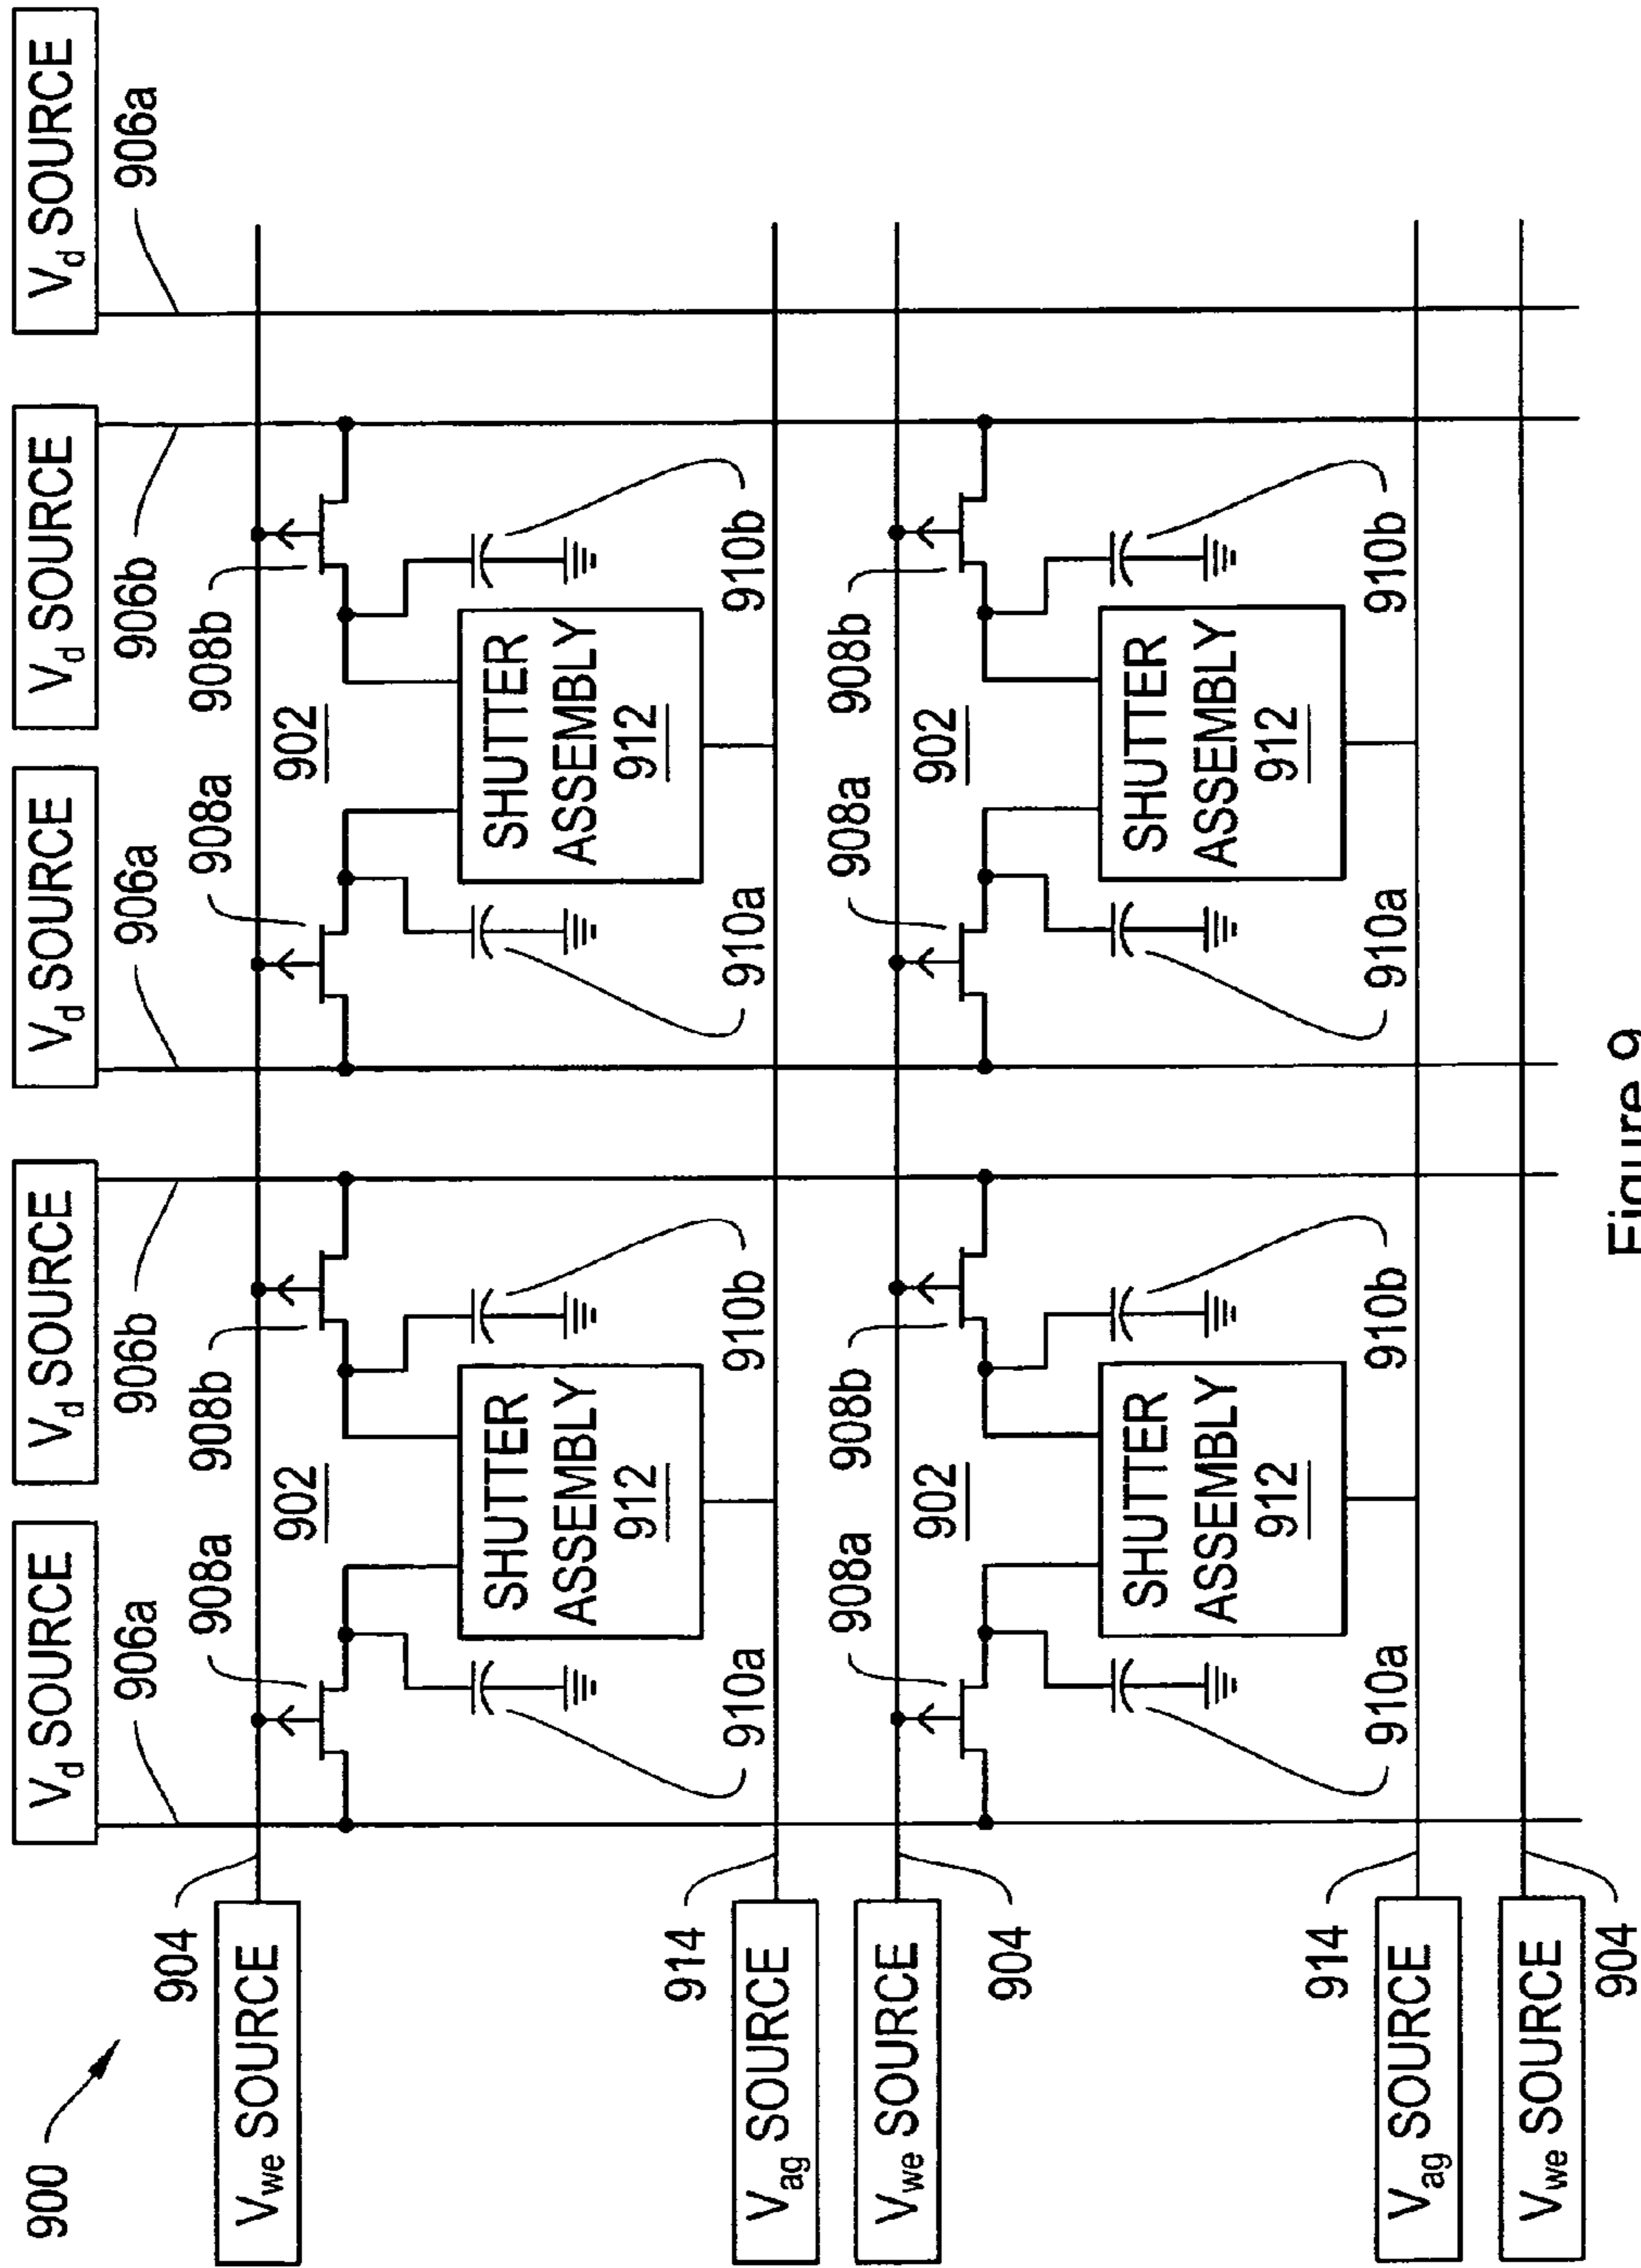 900
V_d SOURCE
V_d SOURCE
V_d SOURCE
V_d SOURCE
V_d SOURCE
906a
906b
906a
906b
906a
904
908a
908b
908a
908b
V_we SOURCE
902
902
SHUTTER
ASSEMBLY
912
SHUTTER
ASSEMBLY
912
914
910a
910b
910a
910b
V_ag SOURCE
908a
908b
908a
908b
V_we SOURCE
902
902
904
SHUTTER
ASSEMBLY
912
SHUTTER
ASSEMBLY
912
914
910a
910b
910a
910b
V_ag SOURCE
V_we SOURCE
904
Figure 9